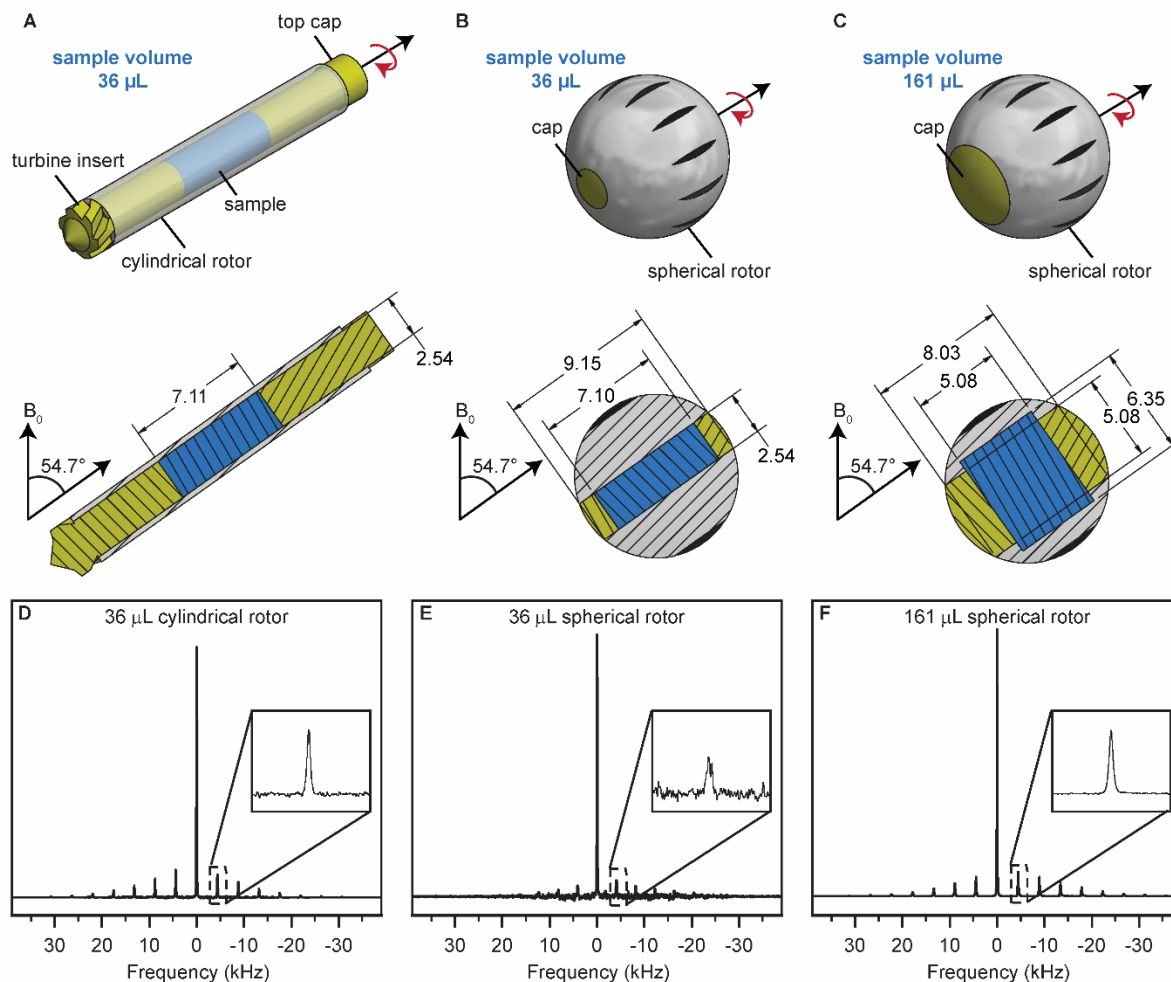 A
sample volume
36 µL
top cap
turbine insert
sample
cylindrical rotor
B
sample volume
36 µL
cap
spherical rotor
C
sample volume
161 µL
cap
spherical rotor
B₀
54.7°
7.11
2.54
B₀
54.7°
9.15
7.10
2.54
B₀
54.7°
8.03
5.08
6.35
5.08
D
36 µL cylindrical rotor
30 20 10 0 -10 -20 -30
Frequency (kHz)
E
36 µL spherical rotor
30 20 10 0 -10 -20 -30
Frequency (kHz)
F
161 µL spherical rotor
30 20 10 0 -10 -20 -30
Frequency (kHz)